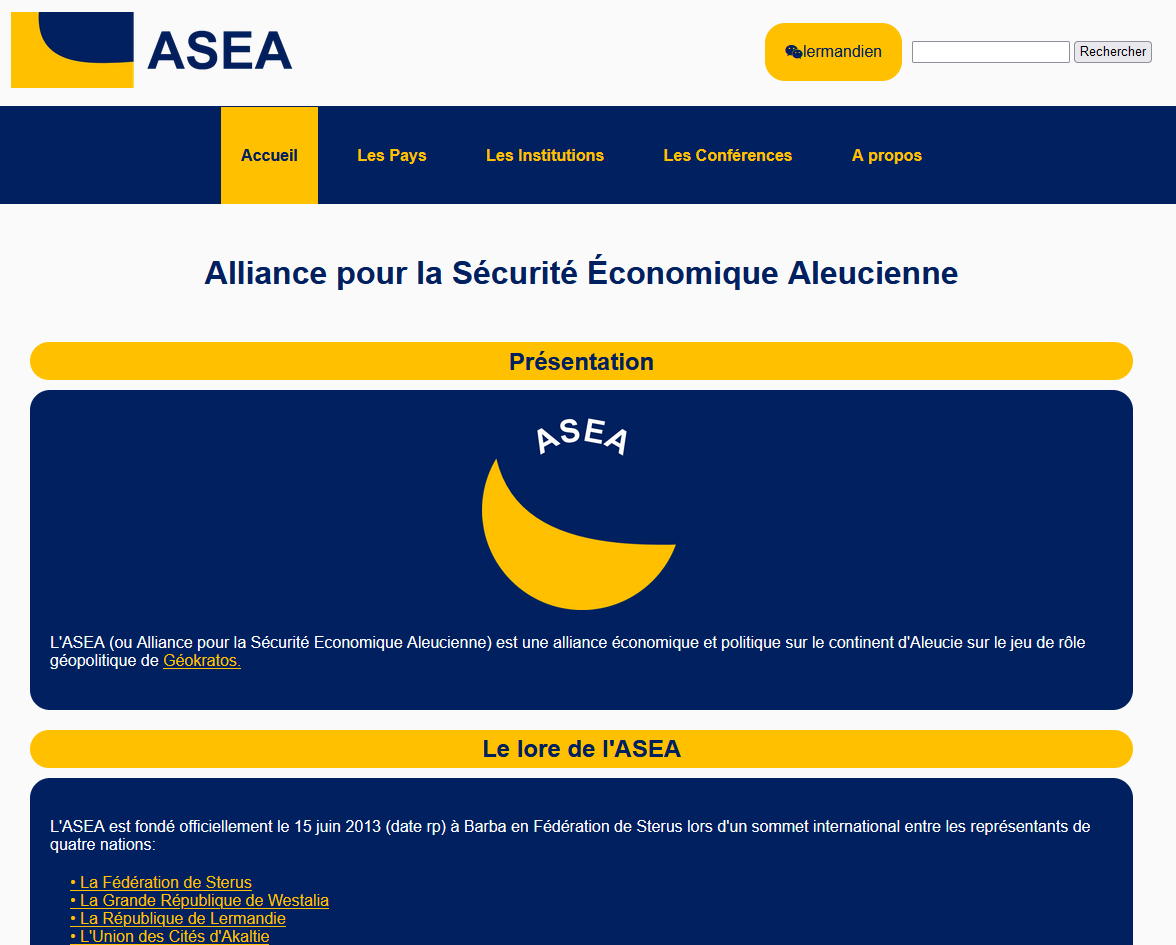 ASEA
lermandien
Rechercher
Accueil
Les Pays
Les Institutions
Les Conférences
A propos
Alliance pour la Sécurité Économique Aleucienne
Présentation
ASEA
L'ASEA (ou Alliance pour la Sécurité Economique Aleucienne) est une alliance économique et politique sur le continent d'Aleucie sur le jeu de rôle
géopolitique de Géokratos.
Le lore de l'ASEA
L'ASEA est fondé officiellement le 15 juin 2013 (date rp) à Barba en Fédération de Sterus lors d'un sommet international entre les représentants de
quatre nations:
• La Fédération de Sterus
• La Grande République de Westalia
• La République de Lermandie
• L'Union des Cités d'Akaltie